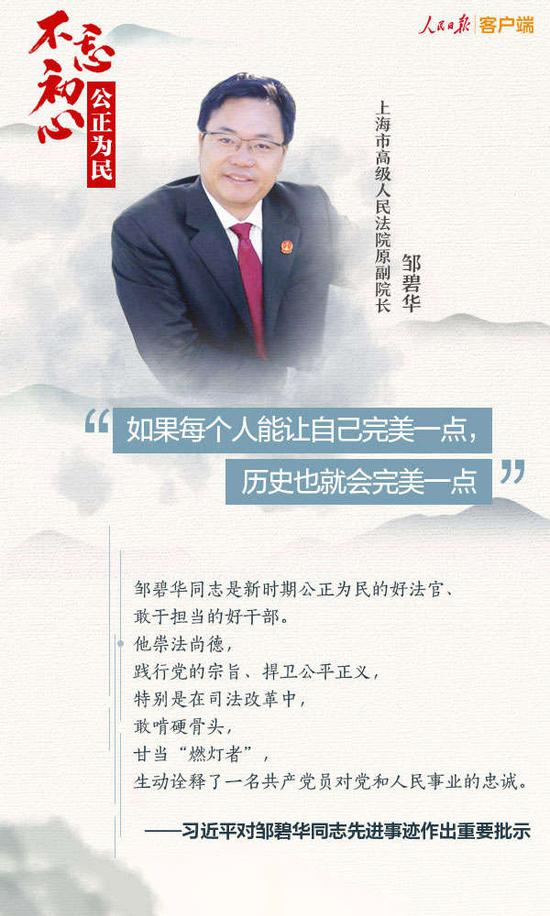 人民日报 客户端
不忘初心
公正为民
上海市高级人民法院原副院长
邹碧华
“如果每个人能让自己完美一点，
历史也就会完美一点”
邹碧华同志是新时期公正为民的好法官、
敢于担当的好干部。
他崇法尚德，
践行党的宗旨、捍卫公平正义，
特别是在司法改革中，
敢啃硬骨头，
甘当“燃灯者”，
生动诠释了一名共产党员对党和人民事业的忠诚。
——习近平对邹碧华同志先进事迹作出重要批示